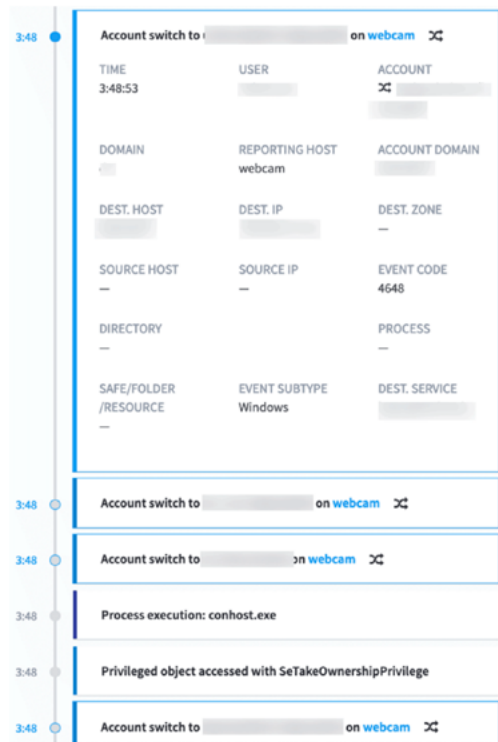 3:48 Account switch to on webcam
TIME USER ACCOUNT
3:48:53
DOMAIN REPORTING HOST ACCOUNT DOMAIN
webcam
DEST. HOST DEST. IP DEST. ZONE
—
SOURCE HOST SOURCE IP EVENT CODE
— — 4648
DIRECTORY PROCESS
— —
SAFE/FOLDER EVENT SUBTYPE DEST. SERVICE
/RESOURCE Windows
—
3:48 Account switch to on webcam
3:48 Account switch to on webcam
3:48 Process execution: conhost.exe
3:48 Privileged object accessed with SeTakeOwnershipPrivilege
3:48 Account switch to on webcam